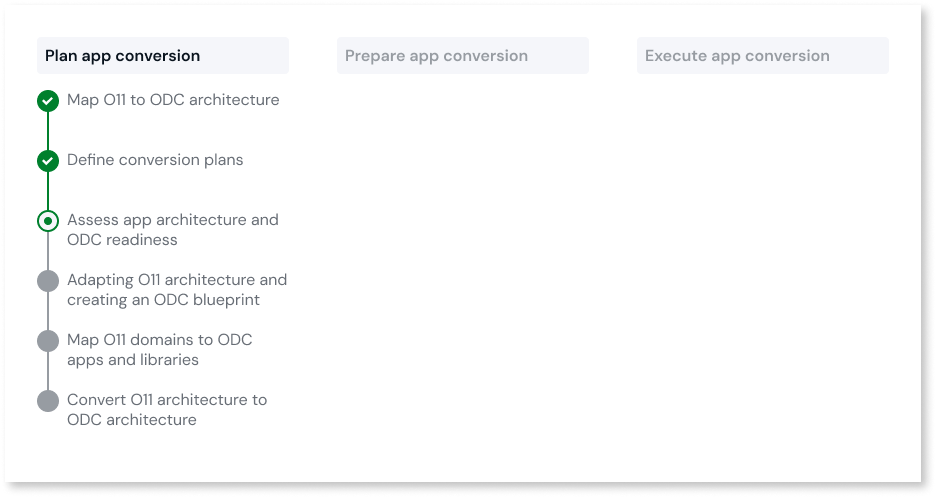 Plan app conversion
Prepare app conversion
Execute app conversion
Map O11 to ODC architecture
Define conversion plans
Assess app architecture and
ODC readiness
Adapting O11 architecture and
creating an ODC blueprint
Map O11 domains to ODC
apps and libraries
Convert O11 architecture to
ODC architecture